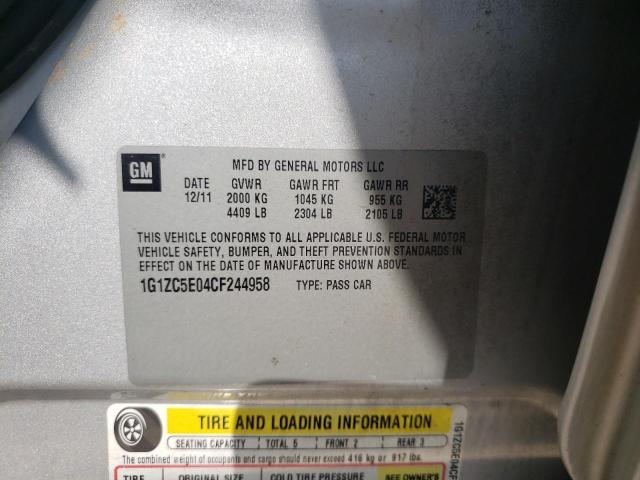 GM
MFD BY GENERAL MOTORS LLC
DATE GVWR GAWR FRT GAWR RR
12/11 2000 KG 1045 KG 955 KG
4409 LB 2304 LB 2105 LB
THIS VEHICLE CONFORMS TO ALL APPLICABLE U.S. FEDERAL MOTOR
VEHICLE SAFETY, BUMPER, AND THEFT PREVENTION STANDARDS IN
EFFECT ON THE DATE OF MANUFACTURE SHOWN ABOVE.
1G1ZC5E04CF244958 TYPE: PASS CAR
TIRE AND LOADING INFORMATION
SEATING CAPACITY TOTAL 5 FRONT 2 REAR 3
The combined weight of occupants and cargo should never exceed 416 kg or 917 lbs.
TIRE ORIGINAL SIZE COLD TIRE PRESSURE SEE OWNER'S
1G1ZC5E04CF